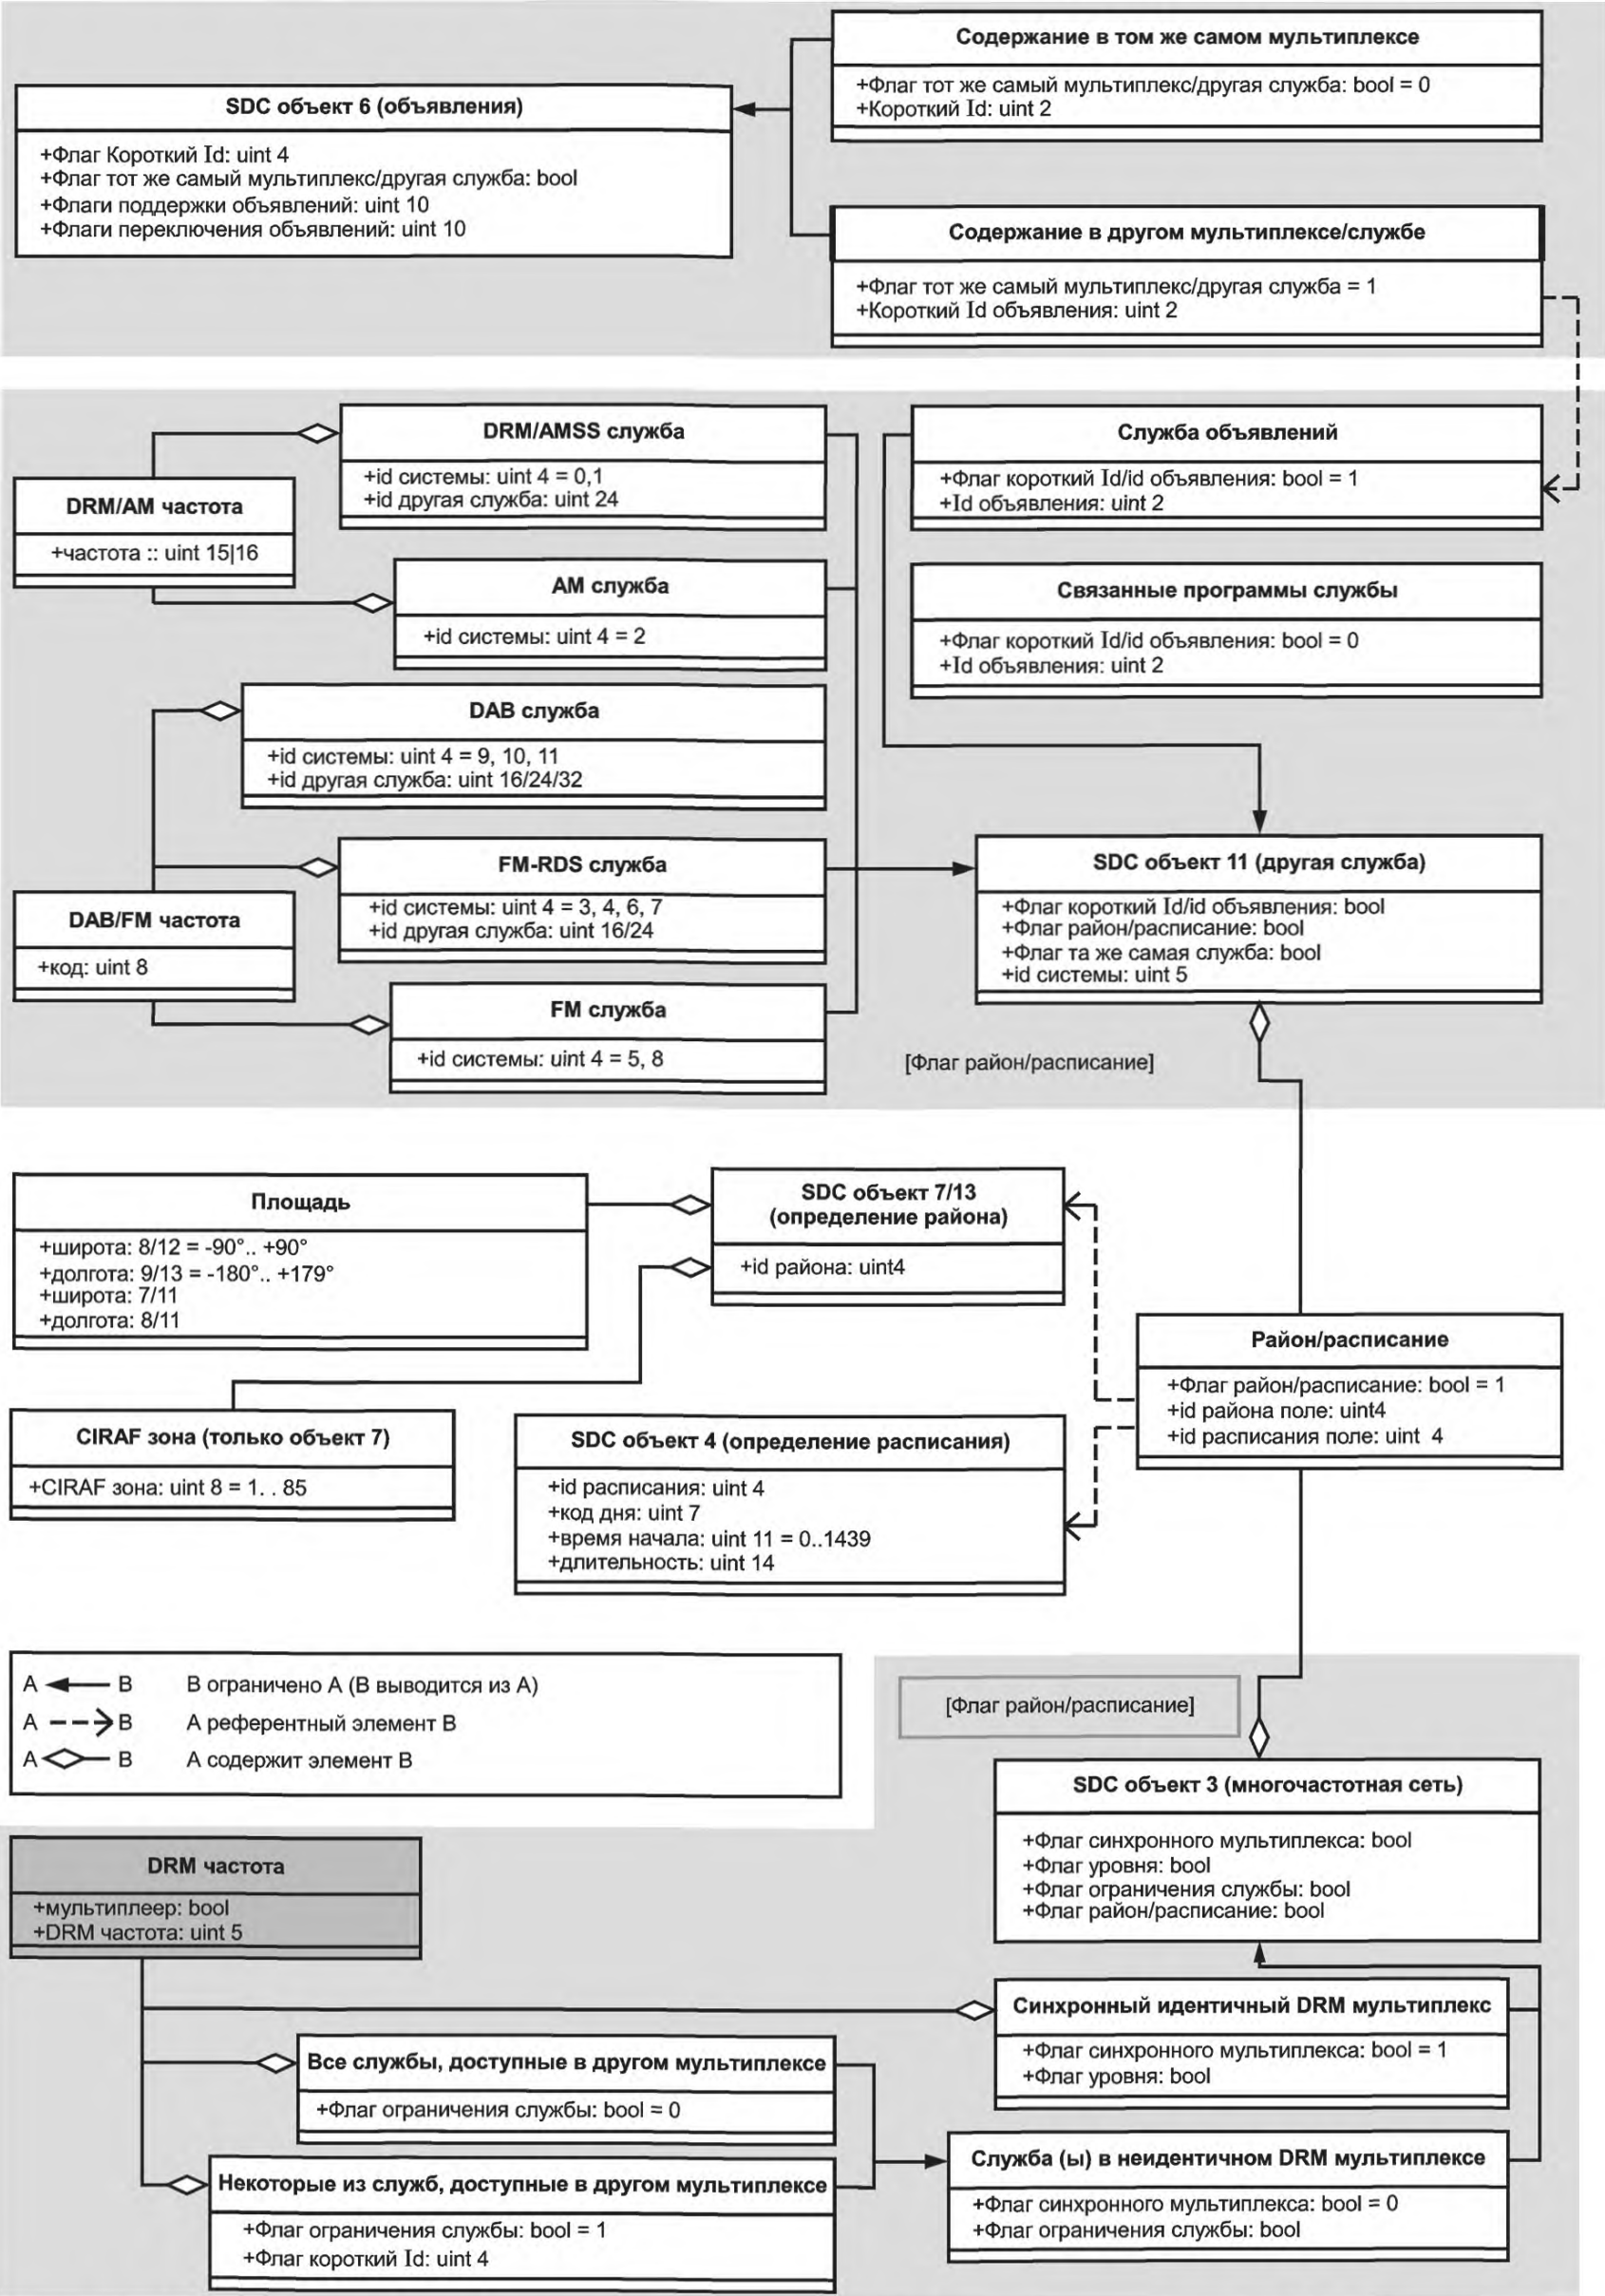 Содержание в том же самом мультиплексе
+Флаг тот же самый мультиплекс/другая служба: bool = 0
+Короткий Id: uint 2
SDC объект 6 (объявления)
+Флаг Короткий Id: uint 4
+Флаг тот же самый мультиплекс/другая служба: bool
+Флаги поддержки объявлений: uint 10
+Флаги переключения объявлений: uint 10
Содержание в другом мультиплексе/службе
+Флаг тот же самый мультиплекс/другая служба = 1
+Короткий Id объявления: uint 2
DRM/AMSS служба
+id системы: uint 4 = 0,1
+id другая служба: uint 24
Служба объявлений
+Флаг короткий Id/id объявления: bool = 1
+Id объявления: uint 2
DRM/AM частота
+частота :: uint 15|16
AM служба
+id системы: uint 4 = 2
Связанные программы службы
+Флаг короткий Id/id объявления: bool = 0
+Id объявления: uint 2
DAB служба
+id системы: uint 4 = 9, 10, 11
+id другая служба: uint 16/24/32
FM-RDS служба
+id системы: uint 4 = 3, 4, 6, 7
+id другая служба: uint 16/24
SDC объект 11 (другая служба)
+Флаг короткий Id/id объявления: bool
+Флаг район/расписание: bool
+Флаг та же самая служба: bool
+id системы: uint 5
DAB/FM частота
+код: uint 8
FM служба
+id системы: uint 4 = 5, 8
[Флаг район/расписание]
Площадь
+широта: 8/12 = -90°.. +90°
+долгота: 9/13 = -180°.. +179°
+широта: 7/11
+долгота: 8/11
SDC объект 7/13
(определение района)
+id района: uint4
Район/расписание
+Флаг район/расписание: bool = 1
+id района поле: uint4
+id расписания поле: uint 4
CIRAF зона (только объект 7)
+CIRAF зона: uint 8 = 1. . 85
SDC объект 4 (определение расписания)
+id расписания: uint 4
+код дня: uint 7
+время начала: uint 11 = 0..1439
+длительность: uint 14
A B B ограничено A (B выводится из A)
A B A референтный элемент B
A B A содержит элемент B
[Флаг район/расписание]
SDC объект 3 (многочастотная сеть)
+Флаг синхронного мультиплекса: bool
+Флаг уровня: bool
+Флаг ограничения службы: bool
+Флаг район/расписание: bool
DRM частота
+мультиплеер: bool
+DRM частота: uint 5
Синхронный идентичный DRM мультиплекс
+Флаг синхронного мультиплекса: bool = 1
+Флаг уровня: bool
Все службы, доступные в другом мультиплексе
+Флаг ограничения службы: bool = 0
Служба (ы) в неидентичном DRM мультиплексе
+Флаг синхронного мультиплекса: bool = 0
+Флаг ограничения службы: bool
Некоторые из служб, доступные в другом мультиплексе
+Флаг ограничения службы: bool = 1
+Флаг короткий Id: uint 4